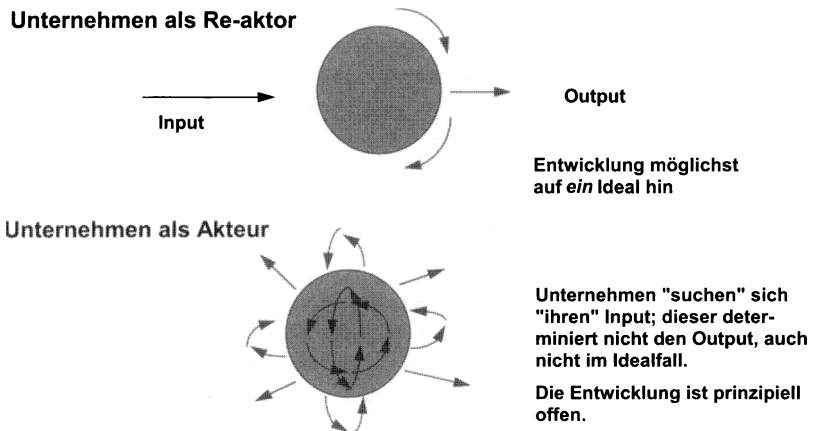 Unternehmen als Re-aktor
Input
Output
Entwicklung möglichst
auf ein Ideal hin
Unternehmen als Akteur
Unternehmen "suchen" sich
"ihren" Input; dieser deter-
miniert nicht den Output, auch
nicht im Idealfall.
Die Entwicklung ist prinzipiell
offen.